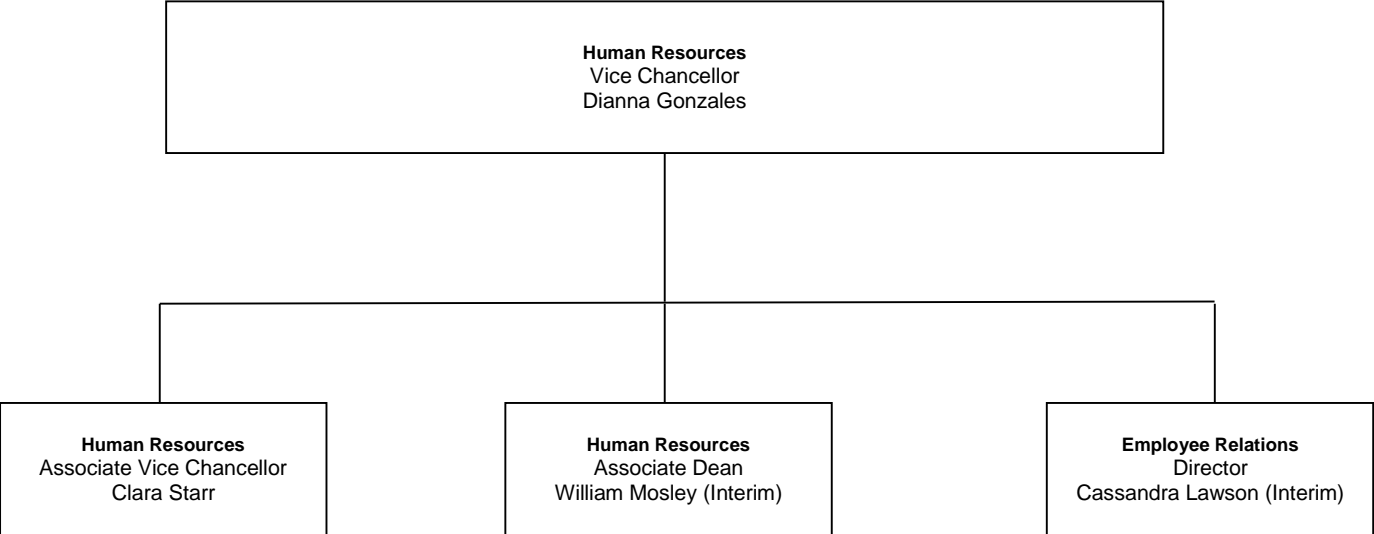 Human Resources
Vice Chancellor
Dianna Gonzales
Human Resources
Associate Vice Chancellor
Clara Starr
Human Resources
Associate Dean
William Mosley (Interim)
Employee Relations
Director
Cassandra Lawson (Interim)